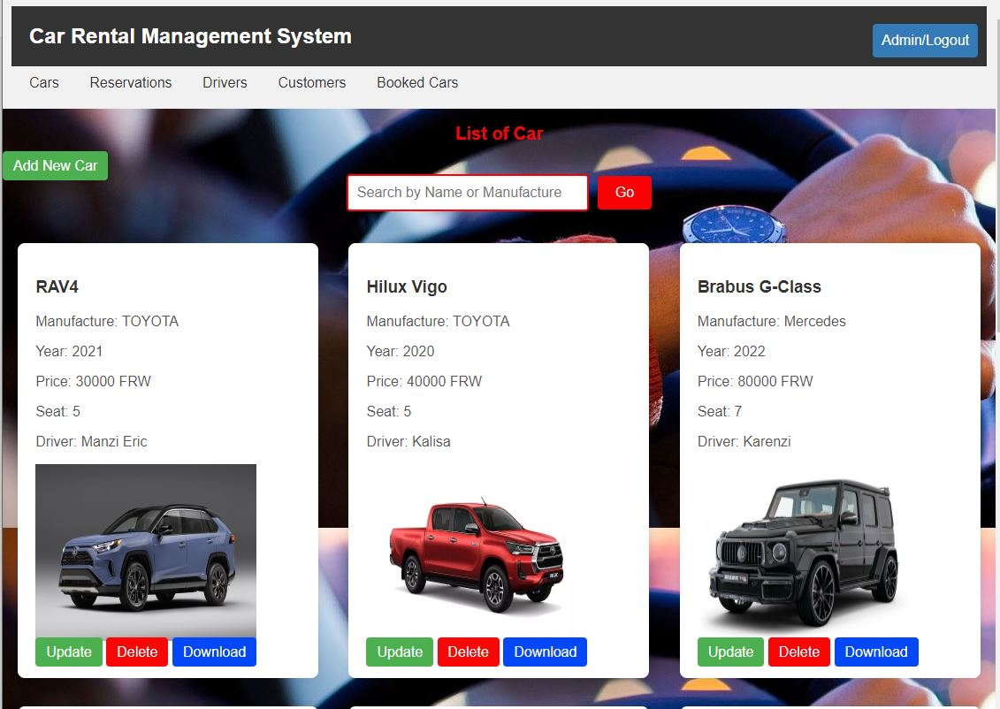 Car Rental Management System
Admin/Logout
Cars Reservations Drivers Customers Booked Cars
List of Car
Add New Car
Search by Name or Manufacture Go
RAV4
Manufacture: TOYOTA
Year: 2021
Price: 30000 FRW
Seat: 5
Driver: Manzi Eric
Update Delete Download
Hilux Vigo
Manufacture: TOYOTA
Year: 2020
Price: 40000 FRW
Seat: 5
Driver: Kalisa
Update Delete Download
Brabus G-Class
Manufacture: Mercedes
Year: 2022
Price: 80000 FRW
Seat: 7
Driver: Karenzi
BRABUS
Update Delete Download